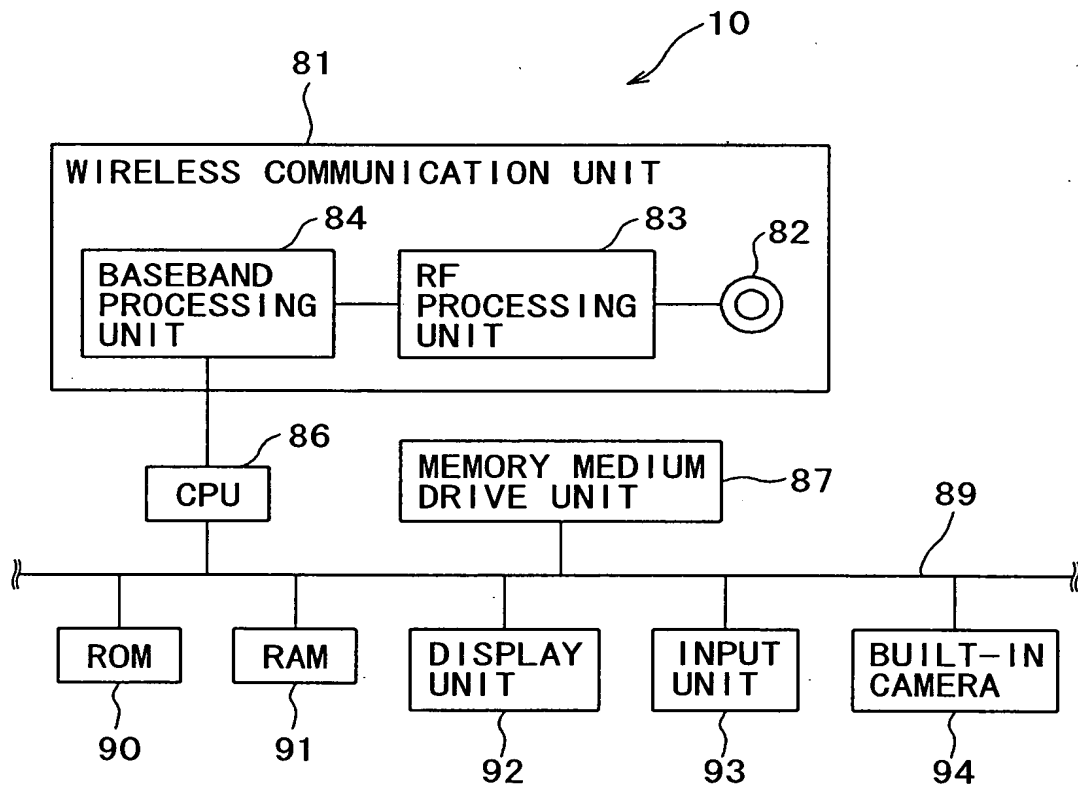 10
81
WIRELESS COMMUNICATION UNIT
84
83
82
BASEBAND
PROCESSING
UNIT
RF
PROCESSING
UNIT
86
CPU
MEMORY MEDIUM
DRIVE UNIT
87
89
ROM
RAM
DISPLAY
UNIT
INPUT
UNIT
BUILT-IN
CAMERA
90
91
92
93
94